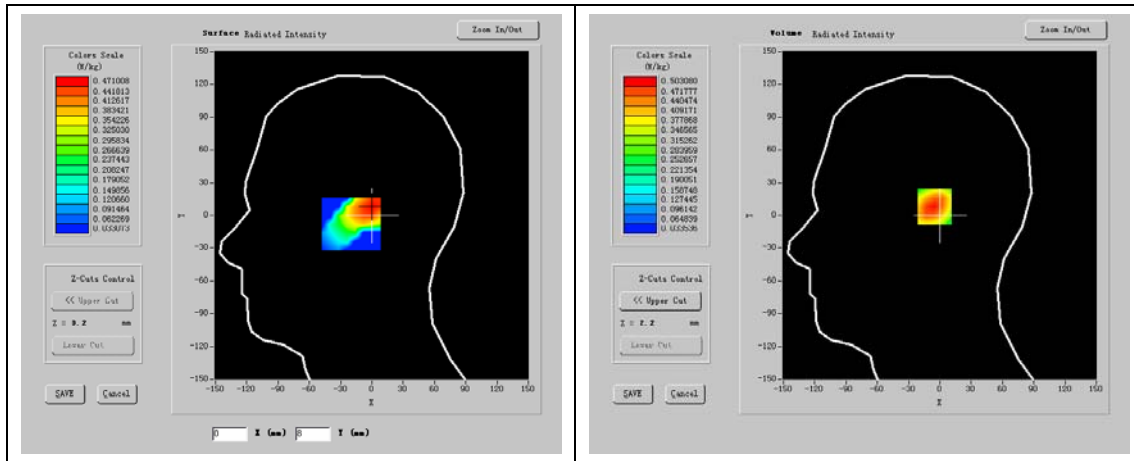 Surface Radiated Intensity
Zoom In/Out
Colors Scale
(W/kg)
0.471008
0.441813
0.412617
0.383421
0.354226
0.325030
0.295834
0.266639
0.237443
0.208247
0.179052
0.149856
0.120660
0.091464
0.062269
0.033073
150
120
90
60
30
0
-30
-60
-90
-120
-150
Y
-150 -120 -90 -60 -30 0 30 60 90 120 150
X
Z-Cuts Control
<< Upper Cut
Z = mm
Lower Cut
SAVE Cancel
0 X (mm) 8 Y (mm)
Volume Radiated Intensity
Zoom In/Out
Colors Scale
(W/kg)
0.503080
0.471777
0.440474
0.409171
0.377868
0.346565
0.315262
0.283959
0.252657
0.221354
0.190051
0.158748
0.127445
0.096142
0.064839
0.033536
150
120
90
60
30
0
-30
-60
-90
-120
-150
Y
-150 -120 -90 -60 -30 0 30 60 90 120 150
X
Z-Cuts Control
<< Upper Cut
Z = mm
Lower Cut
SAVE Cancel